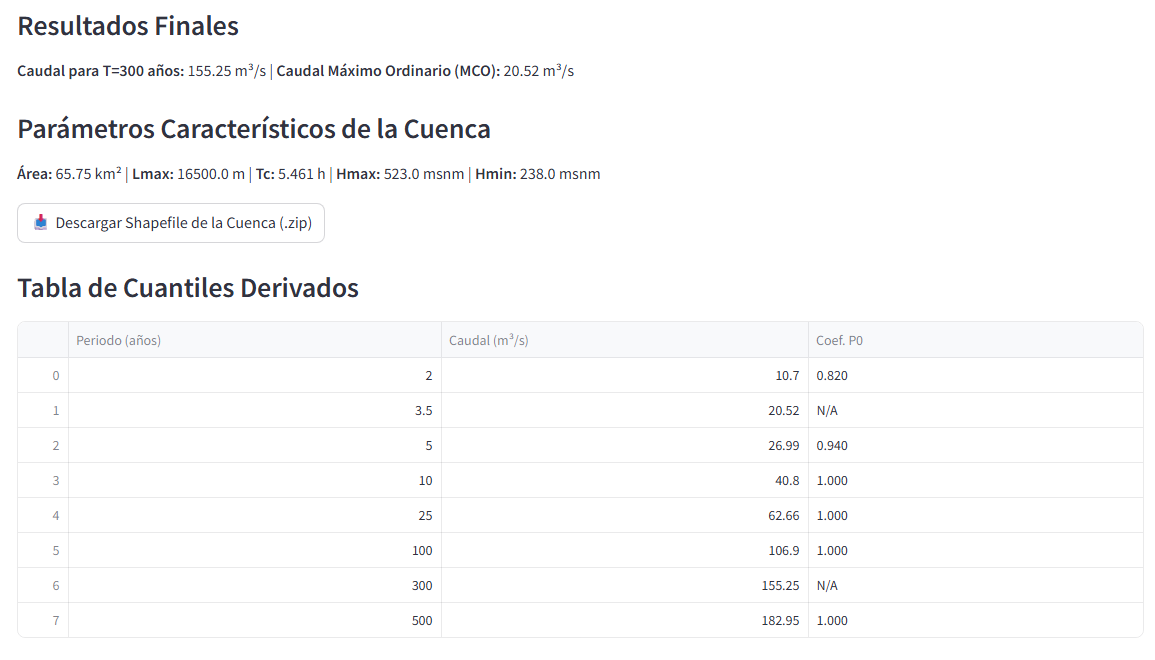 Resultados Finales
Caudal para T=300 años: 155.25 m³/s | Caudal Máximo Ordinario (MCO): 20.52 m³/s
Parámetros Característicos de la Cuenca
Área: 65.75 km² | Lmax: 16500.0 m | Tc: 5.461 h | Hmax: 523.0 msnm | Hmin: 238.0 msnm
Descargar Shapefile de la Cuenca (.zip)
Tabla de Cuantiles Derivados
Periodo (años) Caudal (m³/s) Coef. P0
0 2 10.7 0.820
1 3.5 20.52 N/A
2 5 26.99 0.940
3 10 40.8 1.000
4 25 62.66 1.000
5 100 106.9 1.000
6 300 155.25 N/A
7 500 182.95 1.000